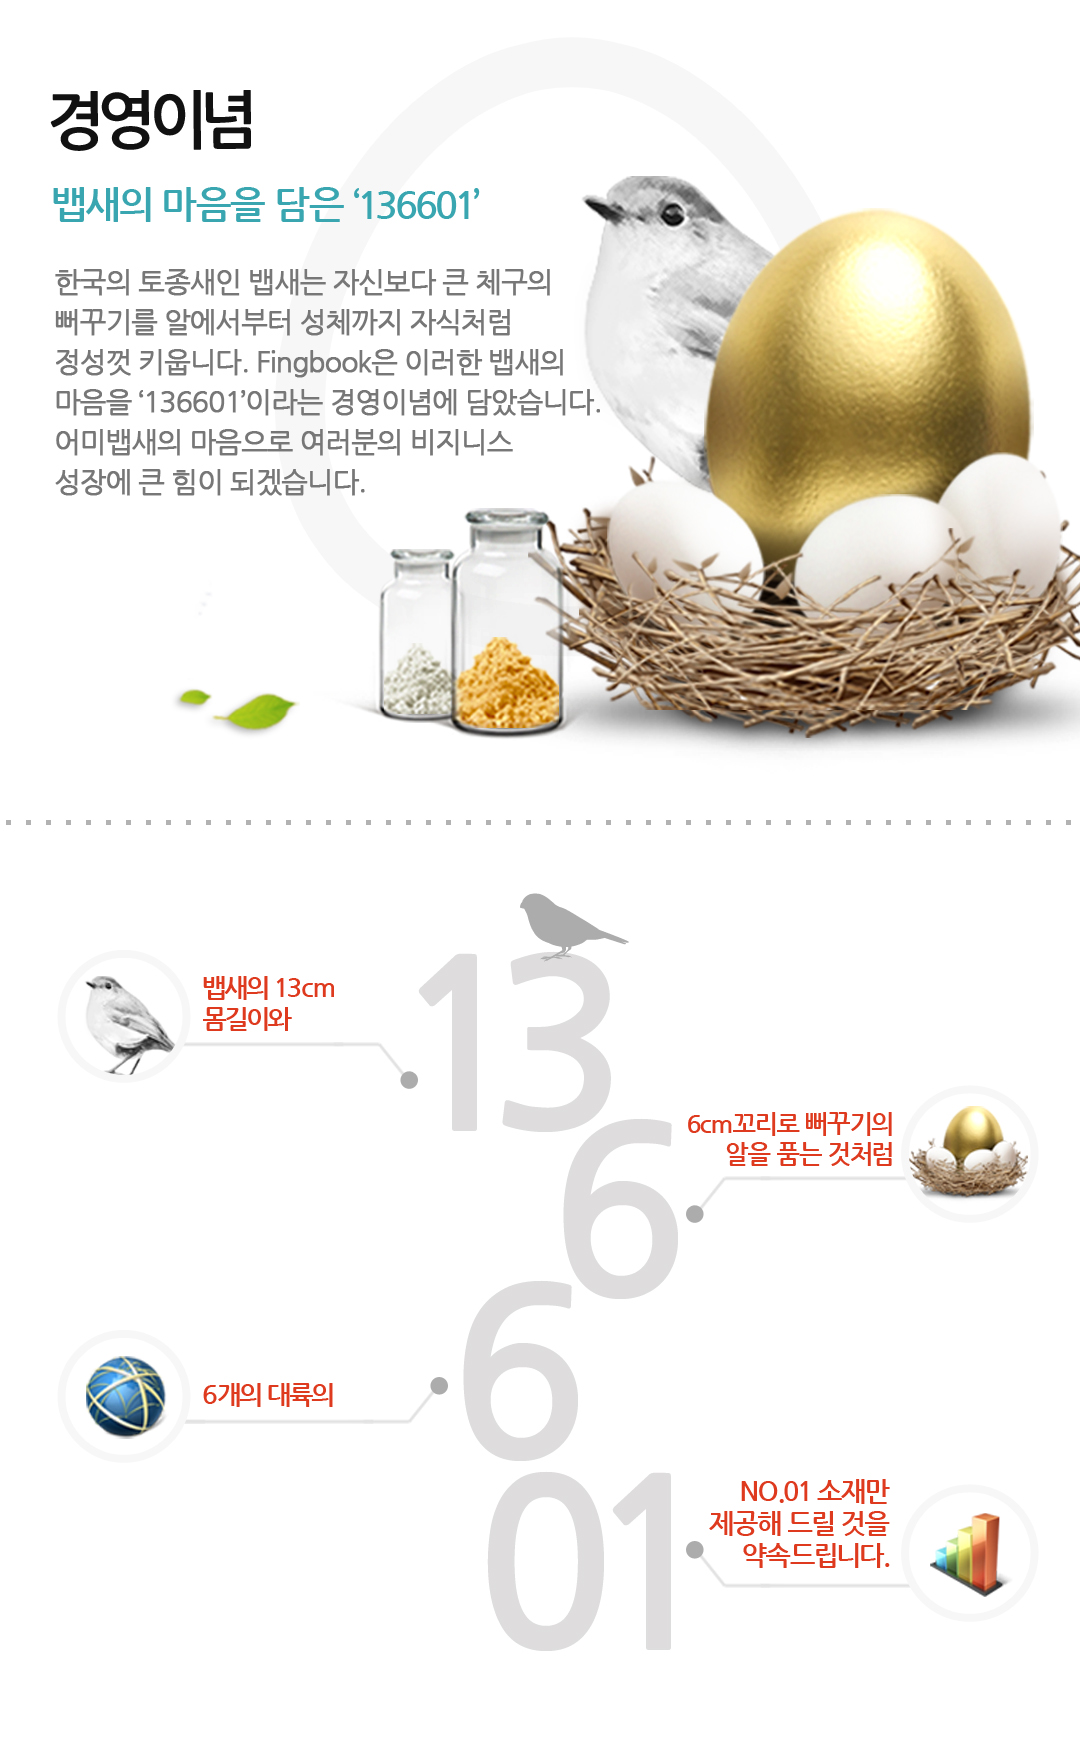 경영이념
뱁새의 마음을 담은 ‘136601’
한국의 토종새인 뱁새는 자신보다 큰 체구의
뻐꾸기를 알에서부터 성체까지 자식처럼
정성껏 키웁니다. Fingbook은 이러한 뱁새의
마음을 ‘136601’이라는 경영이념에 담았습니다.
어미뱁새의 마음으로 여러분의 비지니스
성장에 큰 힘이 되겠습니다.
13
뱁새의 13cm
몸길이와
6
6cm꼬리로 뻐꾸기의
알을 품는 것처럼
6
6개의 대륙의
01
NO.01 소재만
제공해 드릴 것을
약속드립니다.